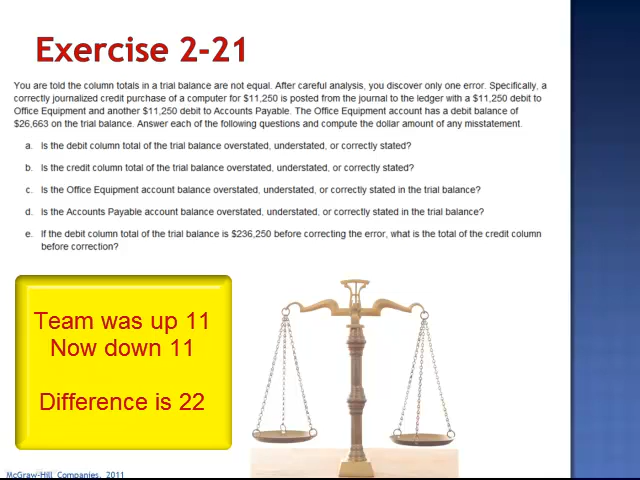 Exercise 2-21
You are told the column totals in a trial balance are not equal. After careful analysis, you discover only one error. Specifically, a
correctly journalized credit purchase of a computer for $11,250 is posted from the journal to the ledger with a $11,250 debit to
Office Equipment and another $11,250 debit to Accounts Payable. The Office Equipment account has a debit balance of
$26,663 on the trial balance. Answer each of the following questions and compute the dollar amount of any misstatement.
a. Is the debit column total of the trial balance overstated, understated, or correctly stated?
b. Is the credit column total of the trial balance overstated, understated, or correctly stated?
c. Is the Office Equipment account balance overstated, understated, or correctly stated in the trial balance?
d. Is the Accounts Payable account balance overstated, understated, or correctly stated in the trial balance?
e. If the debit column total of the trial balance is $236,250 before correcting the error, what is the total of the credit column
before correction?
Team was up 11
Now down 11
Difference is 22
McGraw-Hill Companies, 2011